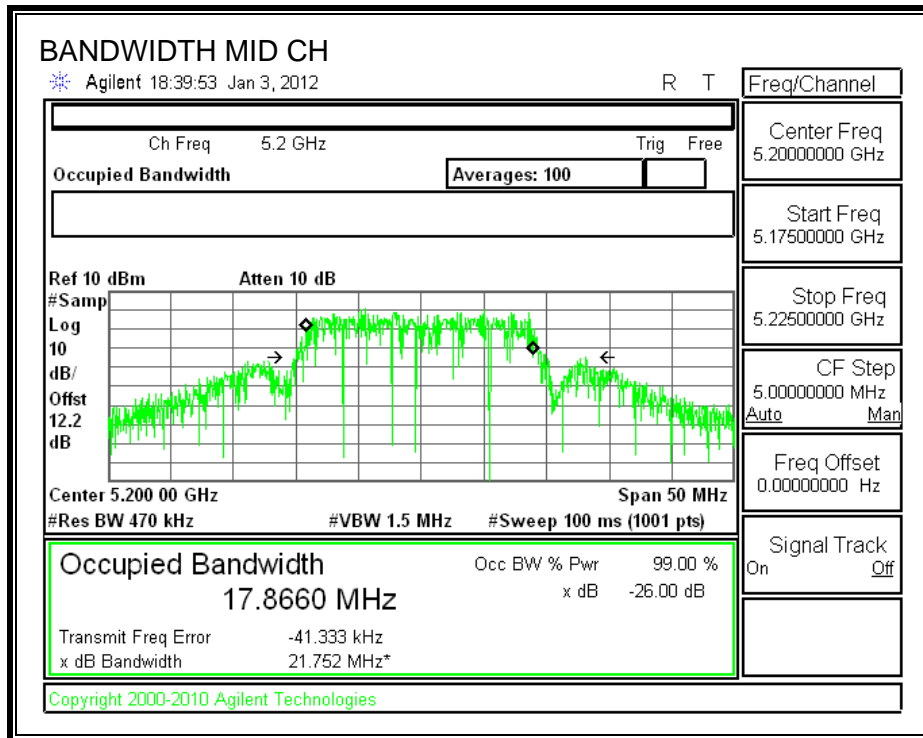 BANDWIDTH MID CH
Agilent 18:39:53 Jan 3, 2012 R T
Freq/Channel
Ch Freq 5.2 GHz Trig Free
Occupied Bandwidth Averages: 100
Center Freq
5.20000000 GHz
Start Freq
5.17500000 GHz
Stop Freq
5.22500000 GHz
CF Step
5.00000000 MHz
Auto Man
Freq Offset
0.00000000 Hz
Signal Track
On Off
Ref 10 dBm Atten 10 dB
#Samp
Log
10
dB/
Offst
12.2
dB
Center 5.200 00 GHz Span 50 MHz
#Res BW 470 kHz #VBW 1.5 MHz #Sweep 100 ms (1001 pts)
Occupied Bandwidth Occ BW % Pwr 99.00 %
17.8660 MHz x dB -26.00 dB
Transmit Freq Error -41.333 kHz
x dB Bandwidth 21.752 MHz*
Copyright 2000-2010 Agilent Technologies